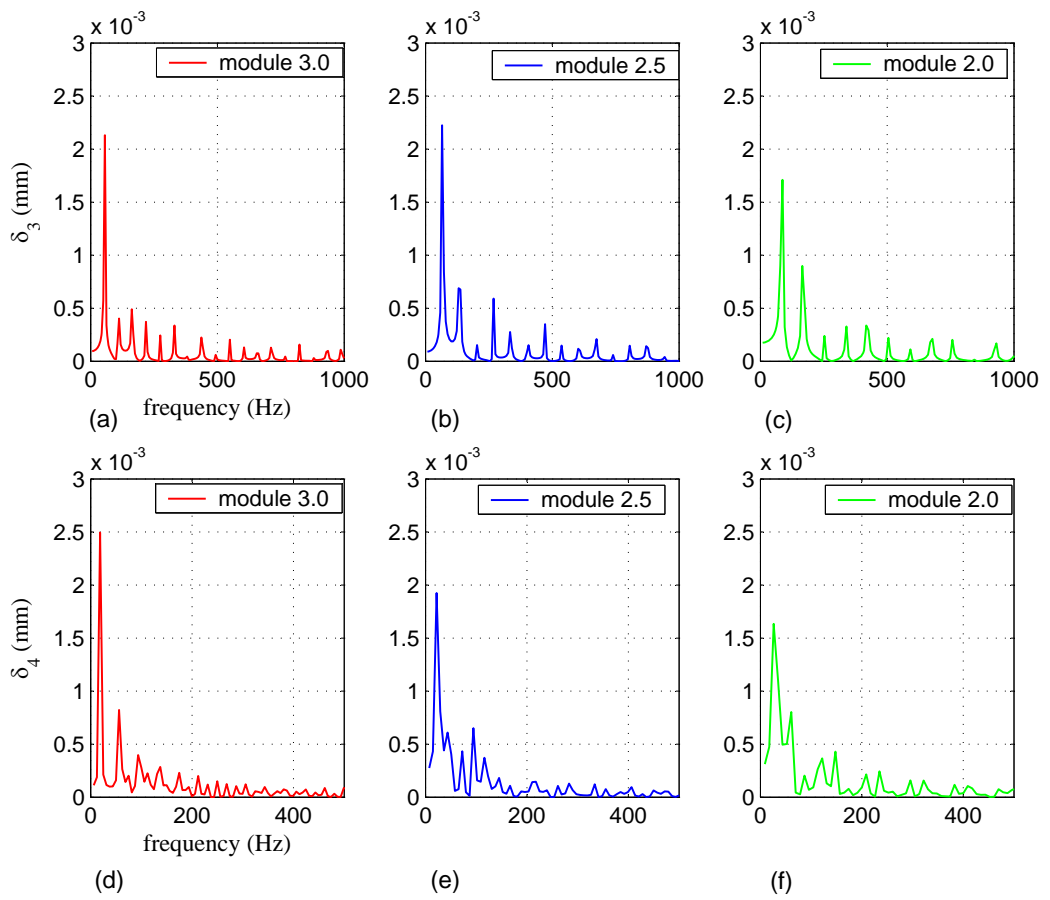 x 10-3
x 10-3
x 10-3
3
2.5
2
1.5
1
0.5
0
module 3.0
δ3 (mm)
0
500
1000
frequency (Hz)
(a)
3
2.5
2
1.5
1
0.5
0
module 2.5
0
500
1000
(b)
3
2.5
2
1.5
1
0.5
0
module 2.0
0
500
1000
(c)
x 10-3
x 10-3
x 10-3
3
2.5
2
1.5
1
0.5
0
module 3.0
δ4 (mm)
0
200
400
frequency (Hz)
(d)
3
2.5
2
1.5
1
0.5
0
module 2.5
0
200
400
(e)
3
2.5
2
1.5
1
0.5
0
module 2.0
0
200
400
(f)